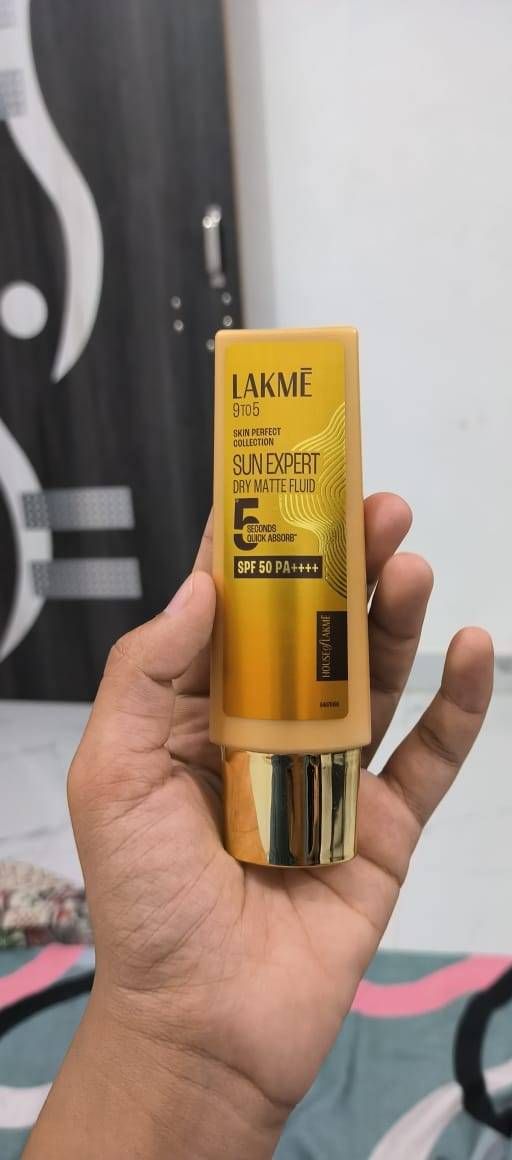 LAKMĒ
9TO5
SKIN PERFECT
COLLECTION
SUN EXPERT
DRY MATTE FLUID
5
SECONDS
QUICK ABSORB*
SPF 50 PA++++
HOUSE of LAKMĒ